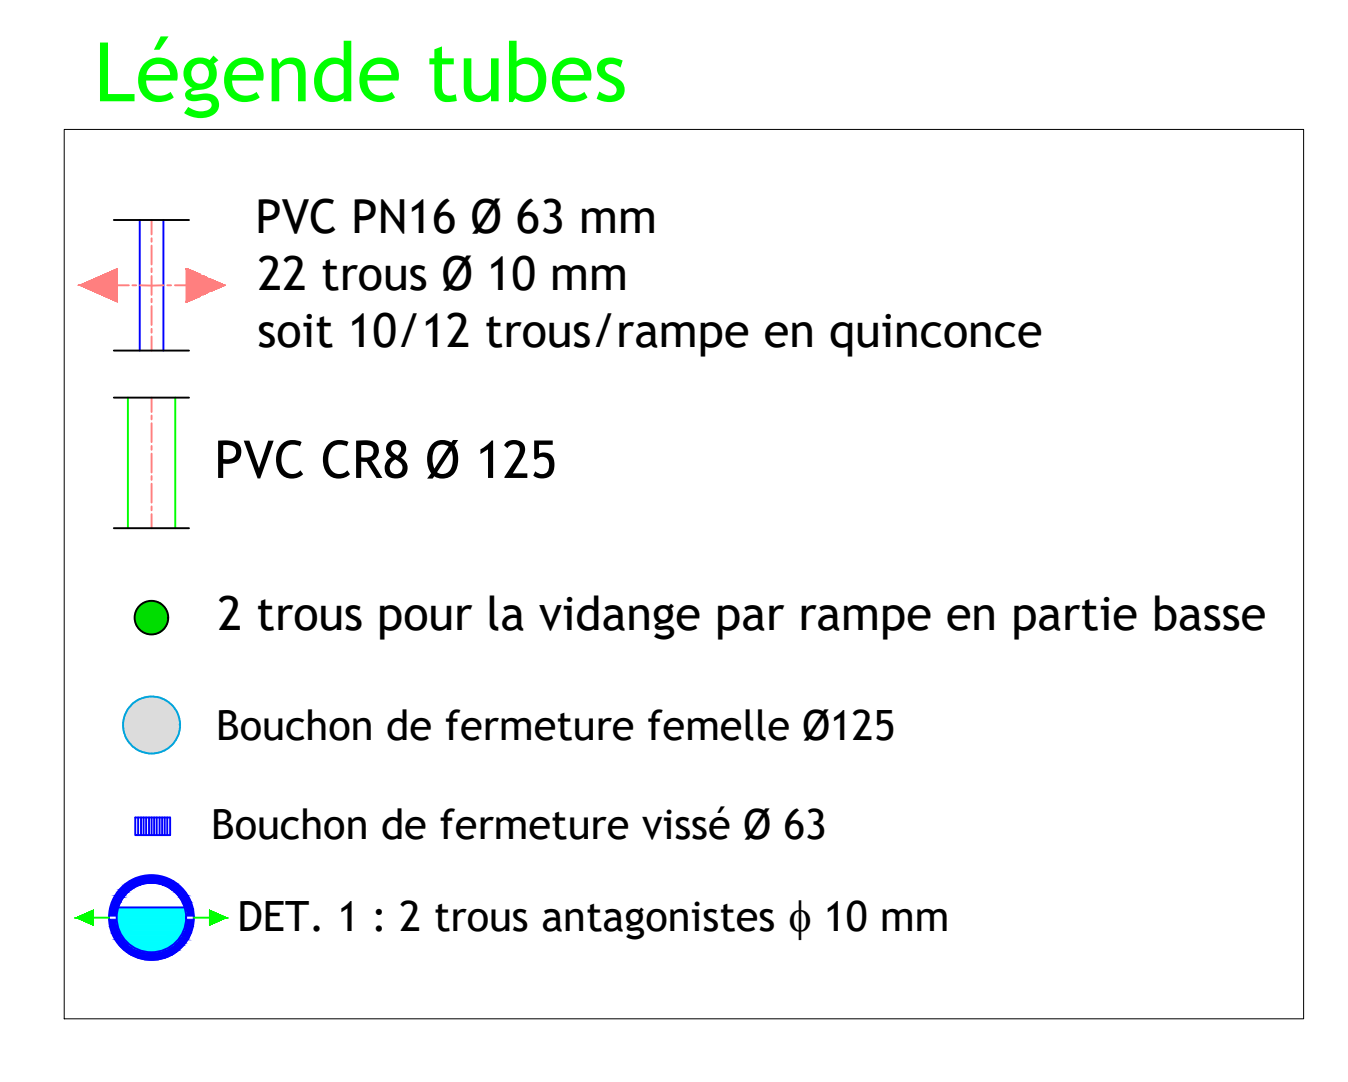 Légende tubes
PVC PN16 Ø 63 mm
22 trous Ø 10 mm
soit 10/12 trous/rampe en quinconce
PVC CR8 Ø 125
2 trous pour la vidange par rampe en partie basse
Bouchon de fermeture femelle Ø125
Bouchon de fermeture vissé Ø 63
DET. 1 : 2 trous antagonistes ϕ 10 mm